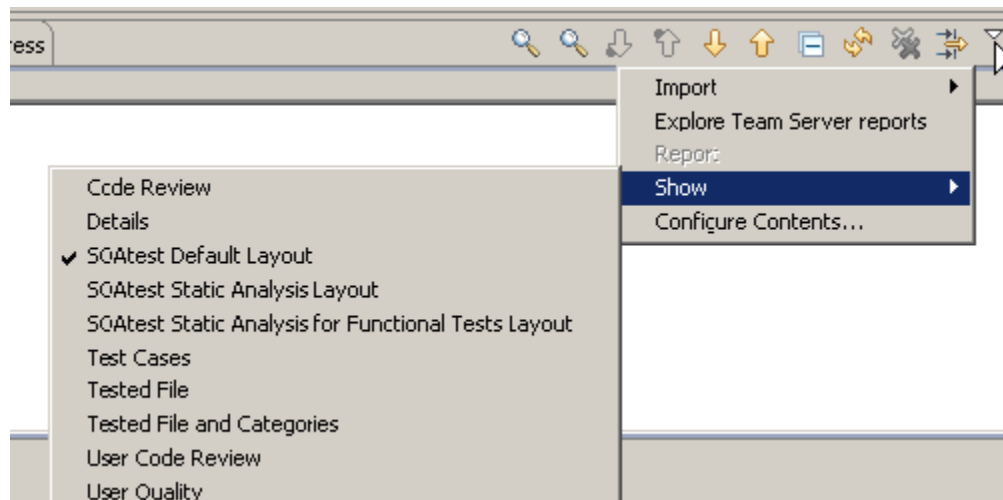 ress
Import
Explore Team Server reports
Report
Show
Configure Contents...
Code Review
Details
SOAtest Default Layout
SOAtest Static Analysis Layout
SOAtest Static Analysis for Functional Tests Layout
Test Cases
Tested File
Tested File and Categories
User Code Review
User Quality